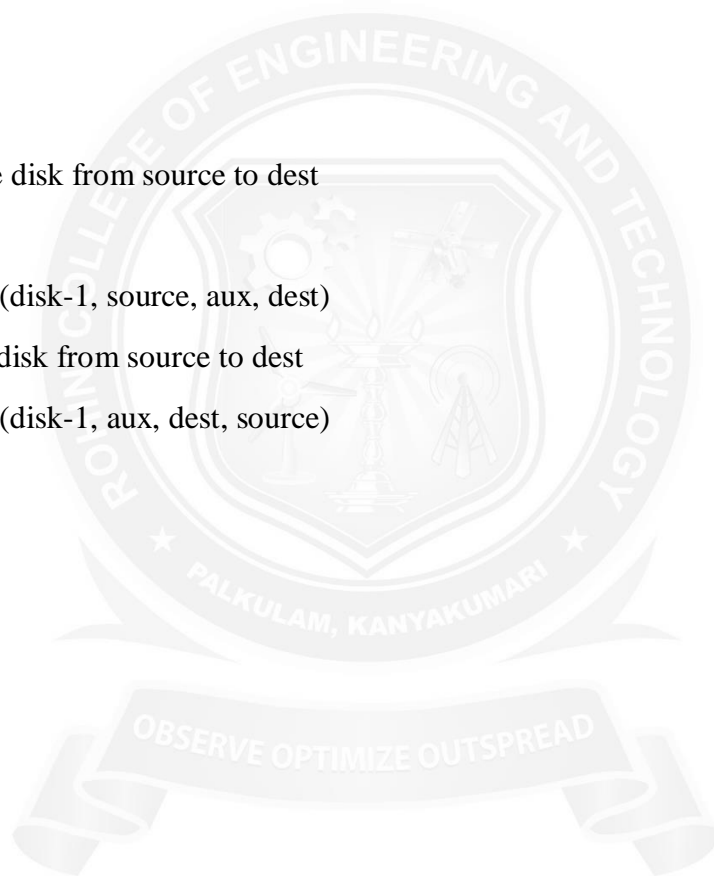 ROHINI COLLEGE OF ENGINEERING AND TECHNOLOGY
disk from source to dest
(disk-1, source, aux, dest)
disk from source to dest
(disk-1, aux, dest, source)
PALKULAM, KANYAKUMARI
OBSERVE OPTIMIZE OUTSPREAD